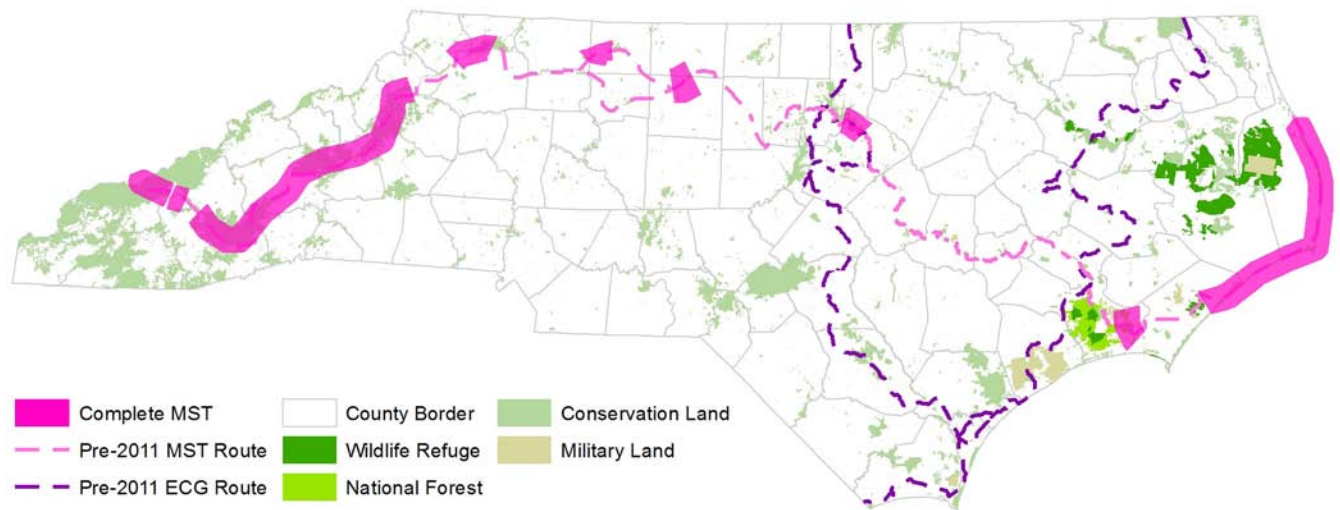 Complete MST
Pre-2011 MST Route
Pre-2011 ECG Route
County Border
Wildlife Refuge
National Forest
Conservation Land
Military Land